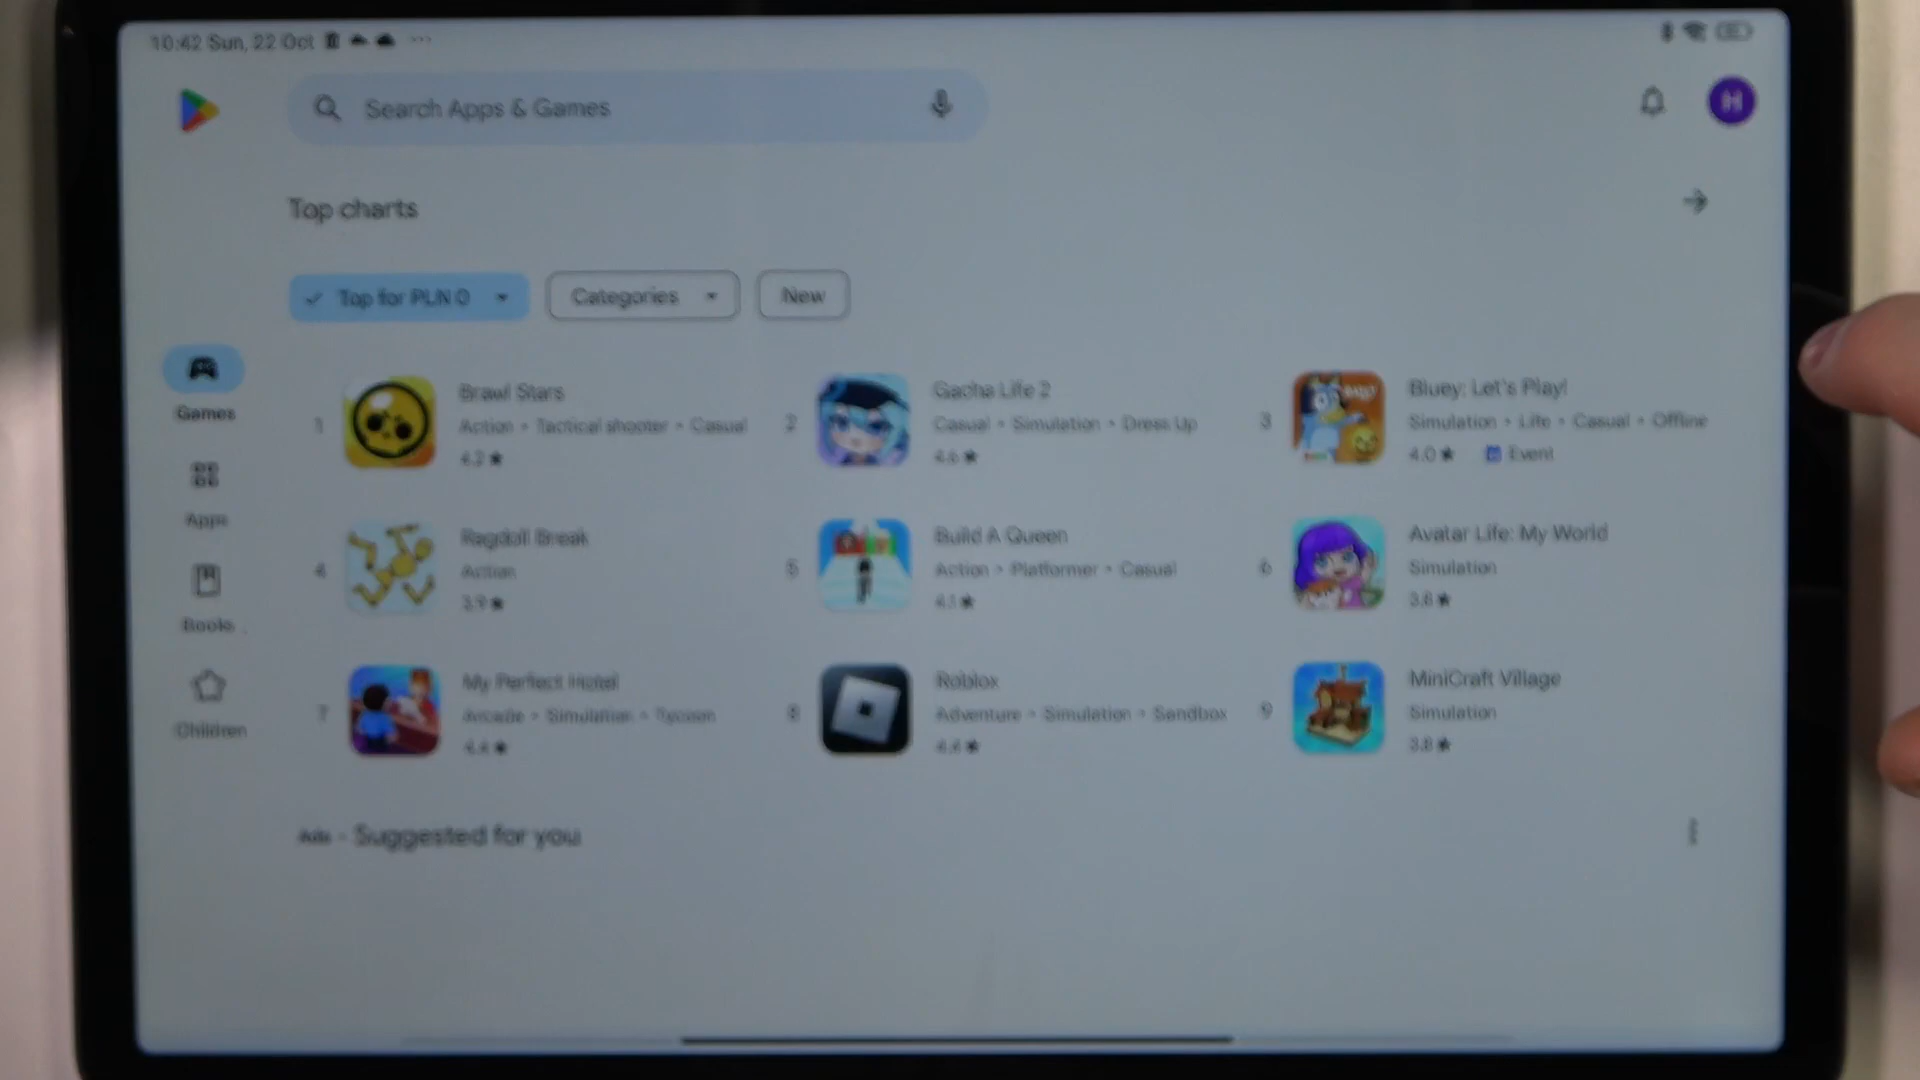 10:42 Sun, 22 Oct
Search Apps & Games
H
Top charts
Top for PLN 0
Categories
New
Games
Apps
Books
Children
1
Brawl Stars
Action • Tactical shooter • Casual
4.2 ★
2
Gacha Life 2
Casual • Simulation • Dress Up
4.6 ★
3
Bluey: Let's Play!
Simulation • Life • Casual • Offline
4.0 ★ Event
4
Ragdoll Break
Action
3.9 ★
5
Build A Queen
Action • Platformer • Casual
4.1 ★
6
Avatar Life: My World
Simulation
3.8 ★
7
My Perfect Hotel
Arcade • Simulation • Tycoon
4.4 ★
8
Roblox
Adventure • Simulation • Sandbox
4.4 ★
9
MiniCraft Village
Simulation
3.8 ★
Ads • Suggested for you